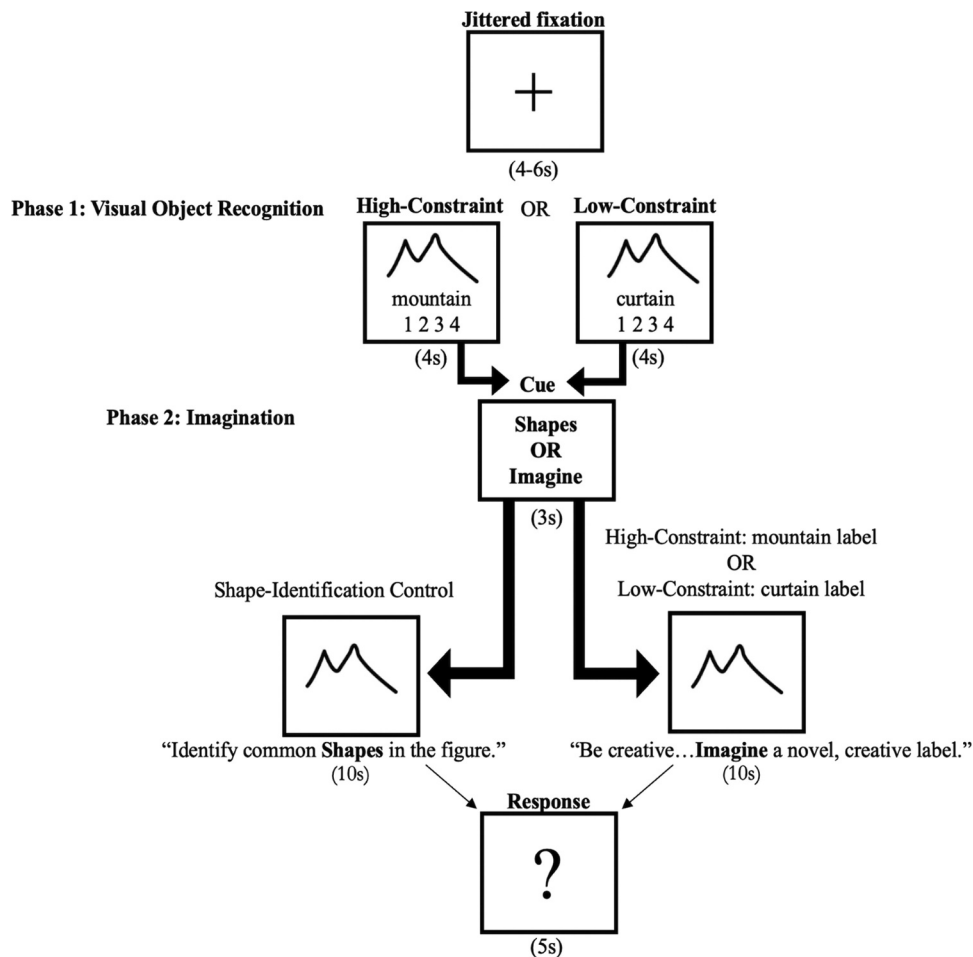 Jittered fixation
(4-6s)
Phase 1: Visual Object Recognition
High-Constraint OR Low-Constraint
mountain
1 2 3 4
(4s)
curtain
1 2 3 4
(4s)
Cue
Phase 2: Imagination
Shapes
OR
Imagine
(3s)
High-Constraint: mountain label
OR
Low-Constraint: curtain label
Shape-Identification Control
“Identify common Shapes in the figure.”
(10s)
“Be creative…Imagine a novel, creative label.”
(10s)
Response
?
(5s)